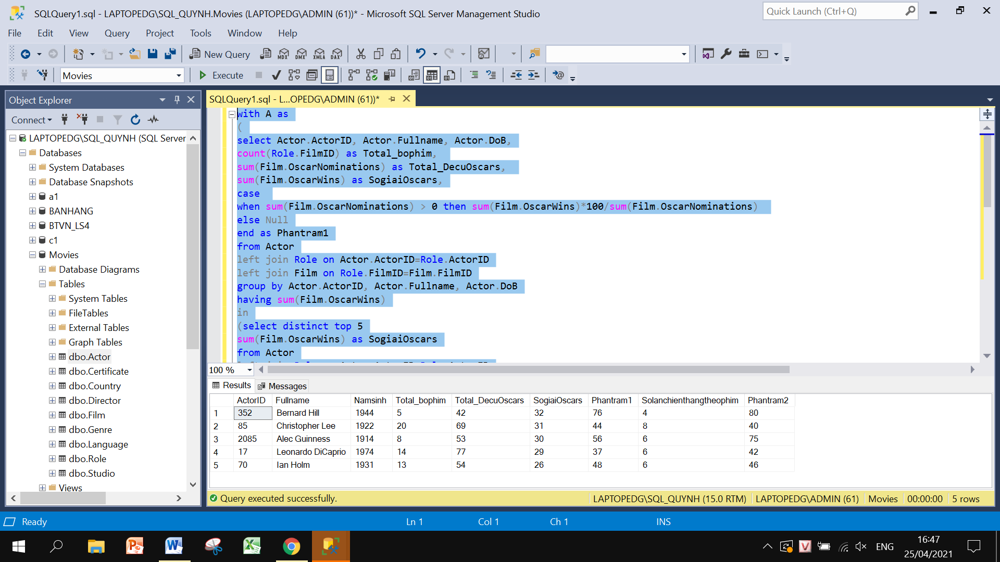 SQLQuery1.sql - LAPTOPEDG\SQL_QUYNH.Movies (LAPTOPEDG\ADMIN (61))* - Microsoft SQL Server Management Studio
Quick Launch (Ctrl+Q)
File Edit View Query Project Tools Window Help
New Query MDX DMX XMLA DAX
Movies Execute
Object Explorer
Connect
LAPTOPEDG\SQL_QUYNH (SQL Server
Databases
System Databases
Database Snapshots
a1
BANHANG
BTVN_LS4
c1
Movies
Database Diagrams
Tables
System Tables
FileTables
External Tables
Graph Tables
dbo.Actor
dbo.Certificate
dbo.Country
dbo.Director
dbo.Film
dbo.Genre
dbo.Language
dbo.Role
dbo.Studio
Views
SQLQuery1.sql - L...OPEDG\ADMIN (61))*
with A as
(
select Actor.ActorID, Actor.Fullname, Actor.DoB,
count(Role.FilmID) as Total_bophim,
sum(Film.OscarNominations) as Total_DecuOscars,
sum(Film.OscarWins) as SogiaiOscars,
case
when sum(Film.OscarNominations) > 0 then sum(Film.OscarWins)*100/sum(Film.OscarNominations)
else Null
end as Phantram1
from Actor
left join Role on Actor.ActorID=Role.ActorID
left join Film on Role.FilmID=Film.FilmID
group by Actor.ActorID, Actor.Fullname, Actor.DoB
having sum(Film.OscarWins)
in
(select distinct top 5
sum(Film.OscarWins) as SogiaiOscars
from Actor
100 %
Results Messages
ActorID Fullname Namsinh Total_bophim Total_DecuOscars SogiaiOscars Phantram1 Solanchienthangtheophim Phantram2
1 352 Bernard Hill 1944 5 42 32 76 4 80
2 85 Christopher Lee 1922 20 69 31 44 8 40
3 2085 Alec Guinness 1914 8 53 30 56 6 75
4 17 Leonardo DiCaprio 1974 14 77 29 37 6 42
5 70 Ian Holm 1931 13 54 26 48 6 46
Query executed successfully. LAPTOPEDG\SQL_QUYNH (15.0 RTM) LAPTOPEDG\ADMIN (61) Movies 00:00:00 5 rows
Ready Ln 1 Col 1 Ch 1 INS
ENG 16:47
25/04/2021